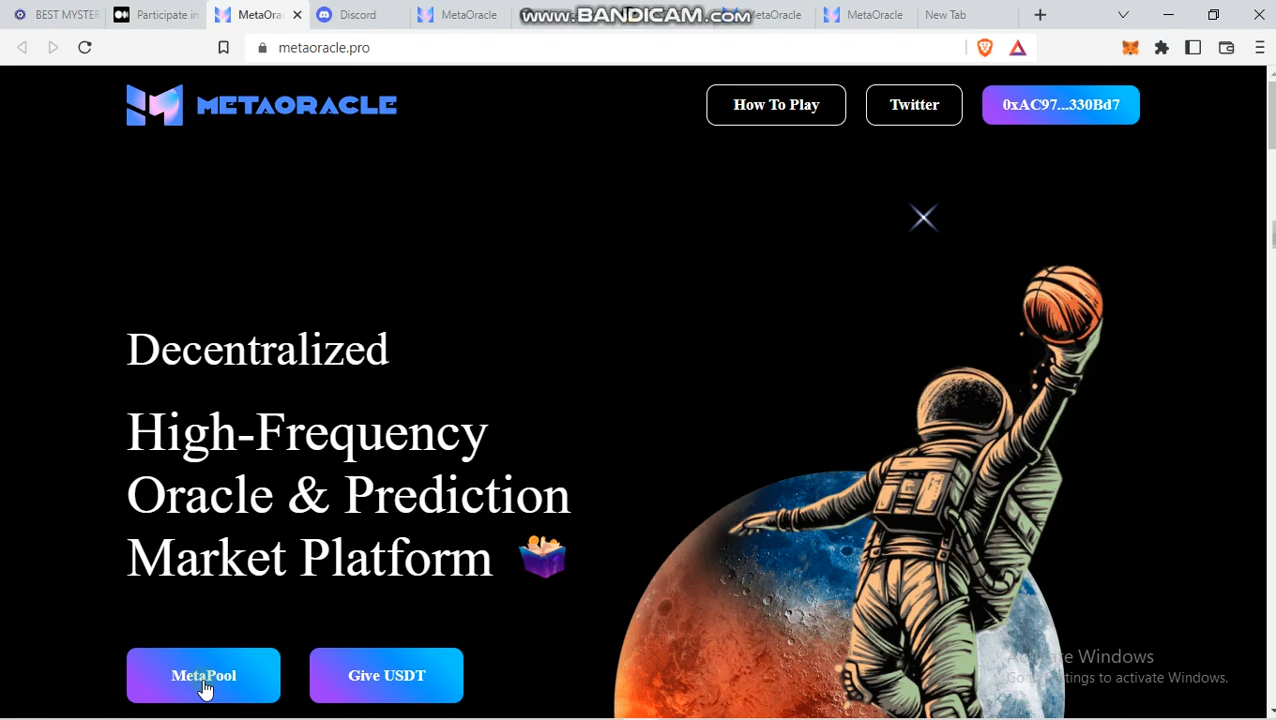 BEST MYSTER
Participate in
MetaOra
Discord
MetaOracle
www.BANDICAM.com
MetaOracle
MetaOracle
New Tab
metaoracle.pro
METAORACLE
How To Play
Twitter
0xAC97...330Bd7
Decentralized
High-Frequency
Oracle & Prediction
Market Platform
MetaPool
Give USDT
Activate Windows
Go to Settings to activate Windows.